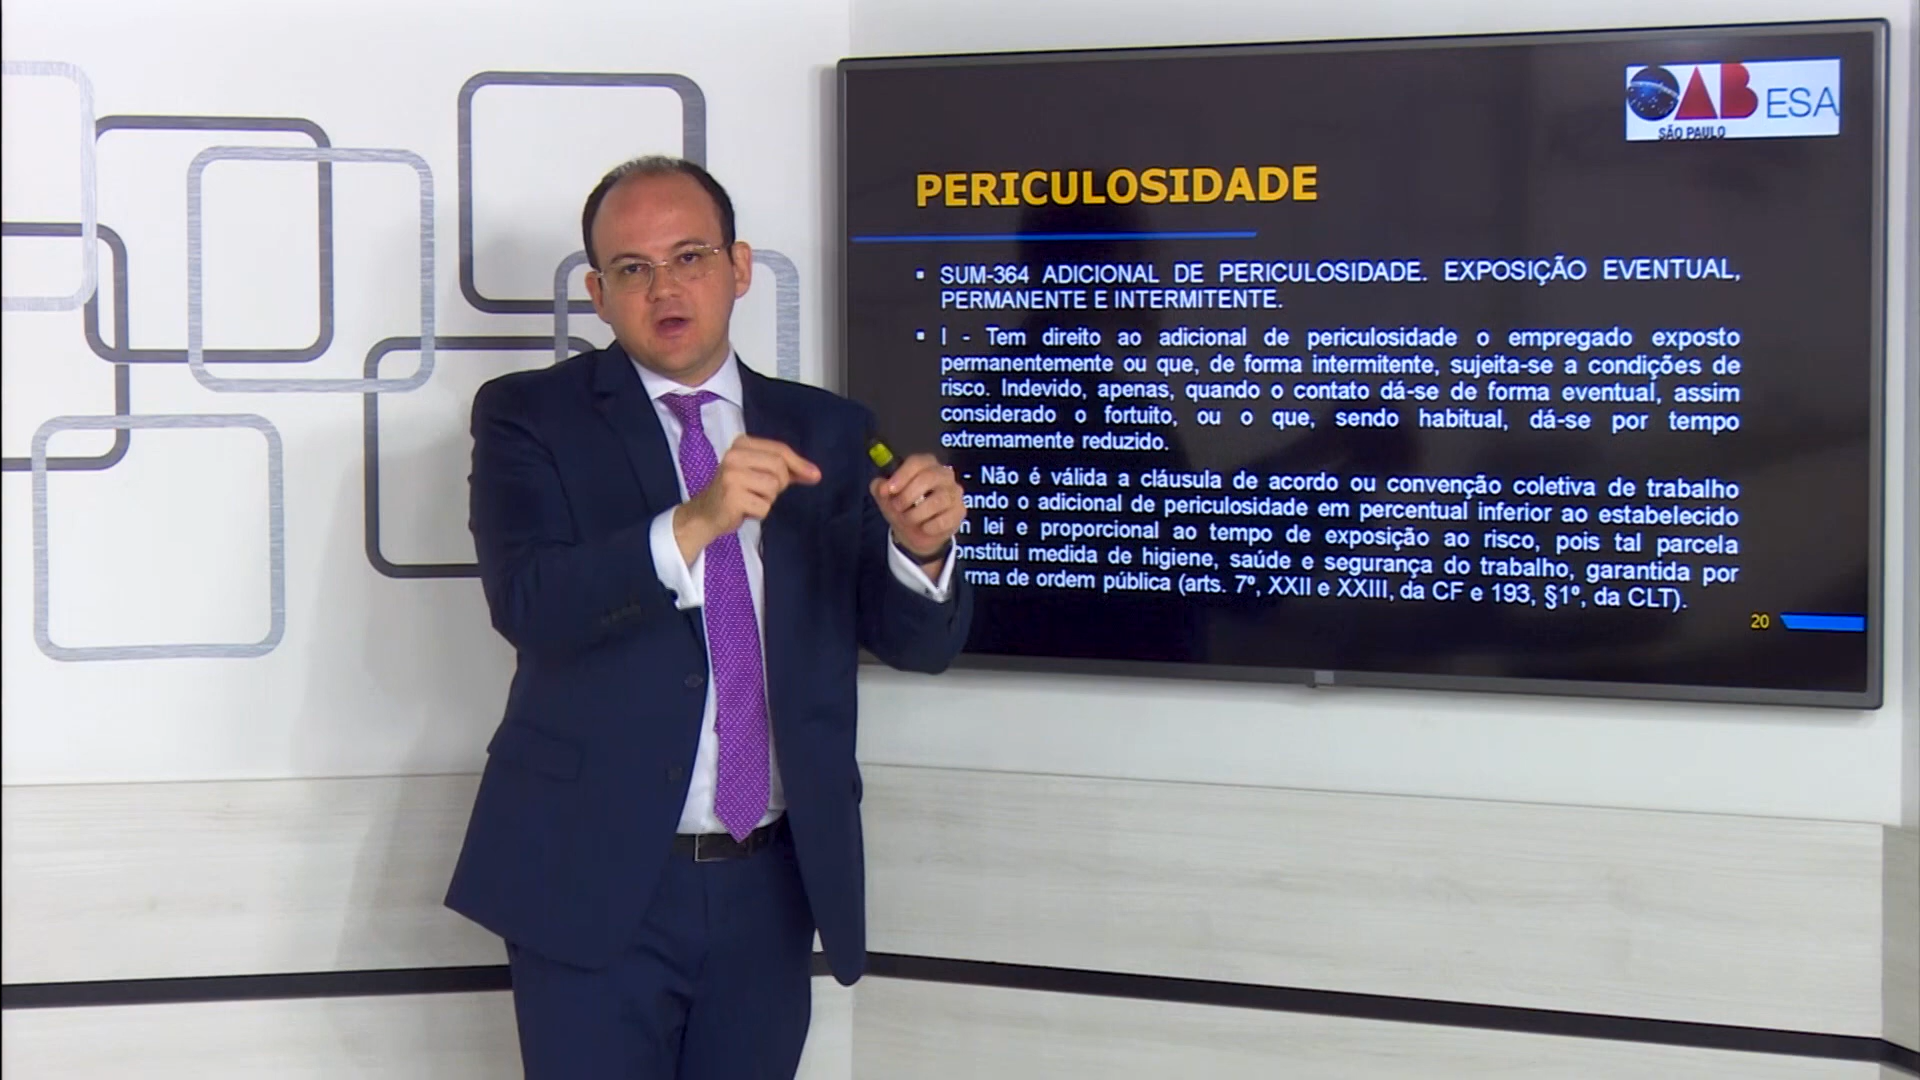 OAB ESA
SÃO PAULO
PERICULOSIDADE
▪ SUM-364 ADICIONAL DE PERICULOSIDADE. EXPOSIÇÃO EVENTUAL,
PERMANENTE E INTERMITENTE.
▪ I - Tem direito ao adicional de periculosidade o empregado exposto
permanentemente ou que, de forma intermitente, sujeita-se a condições de
risco. Indevido, apenas, quando o contato dá-se de forma eventual, assim
considerado o fortuito, ou o que, sendo habitual, dá-se por tempo
extremamente reduzido.
- Não é válida a cláusula de acordo ou convenção coletiva de trabalho
o adicional de periculosidade em percentual inferior ao estabelecido
lei e proporcional ao tempo de exposição ao risco, pois tal parcela
medida de higiene, saúde e segurança do trabalho, garantida por
de ordem pública (arts. 7º, XXII e XXIII, da CF e 193, §1º, da CLT).
20